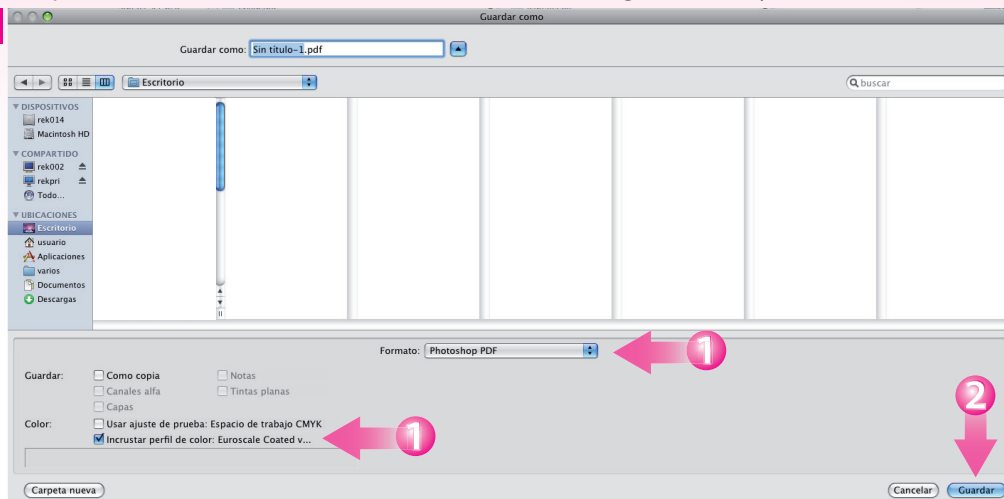 Guardar como
Guardar como: Sin título-1.pdf
Escritorio
buscar
DISPOSITIVOS
rek014
Macintosh HD
COMPARTIDO
rek002
rekpri
Todo...
UBICACIONES
Escritorio
usuario
Aplicaciones
varios
Documentos
Descargas
Formato: Photoshop PDF
1
Guardar: Como copia Notas
Canales alfa Tintas planas
Capas
Color: Usar ajuste de prueba: Espacio de trabajo CMYK
Incrustar perfil de color: Euroscale Coated v...
1
2
Carpeta nueva Cancelar Guardar